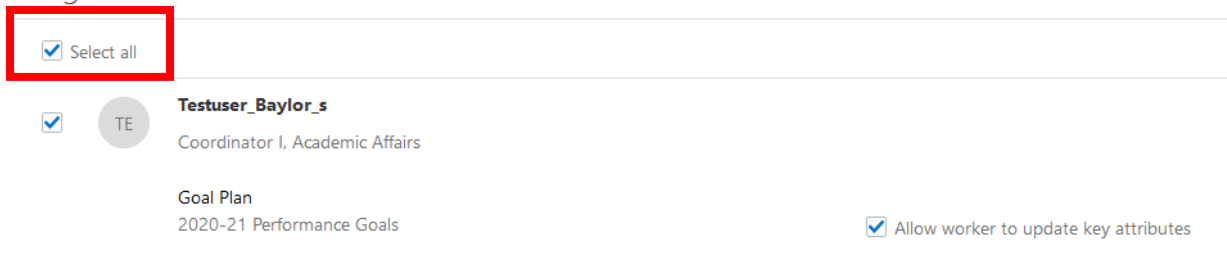 Select all
Testuser_Baylor_s
TE
Coordinator I, Academic Affairs
Goal Plan
2020-21 Performance Goals
Allow worker to update key attributes